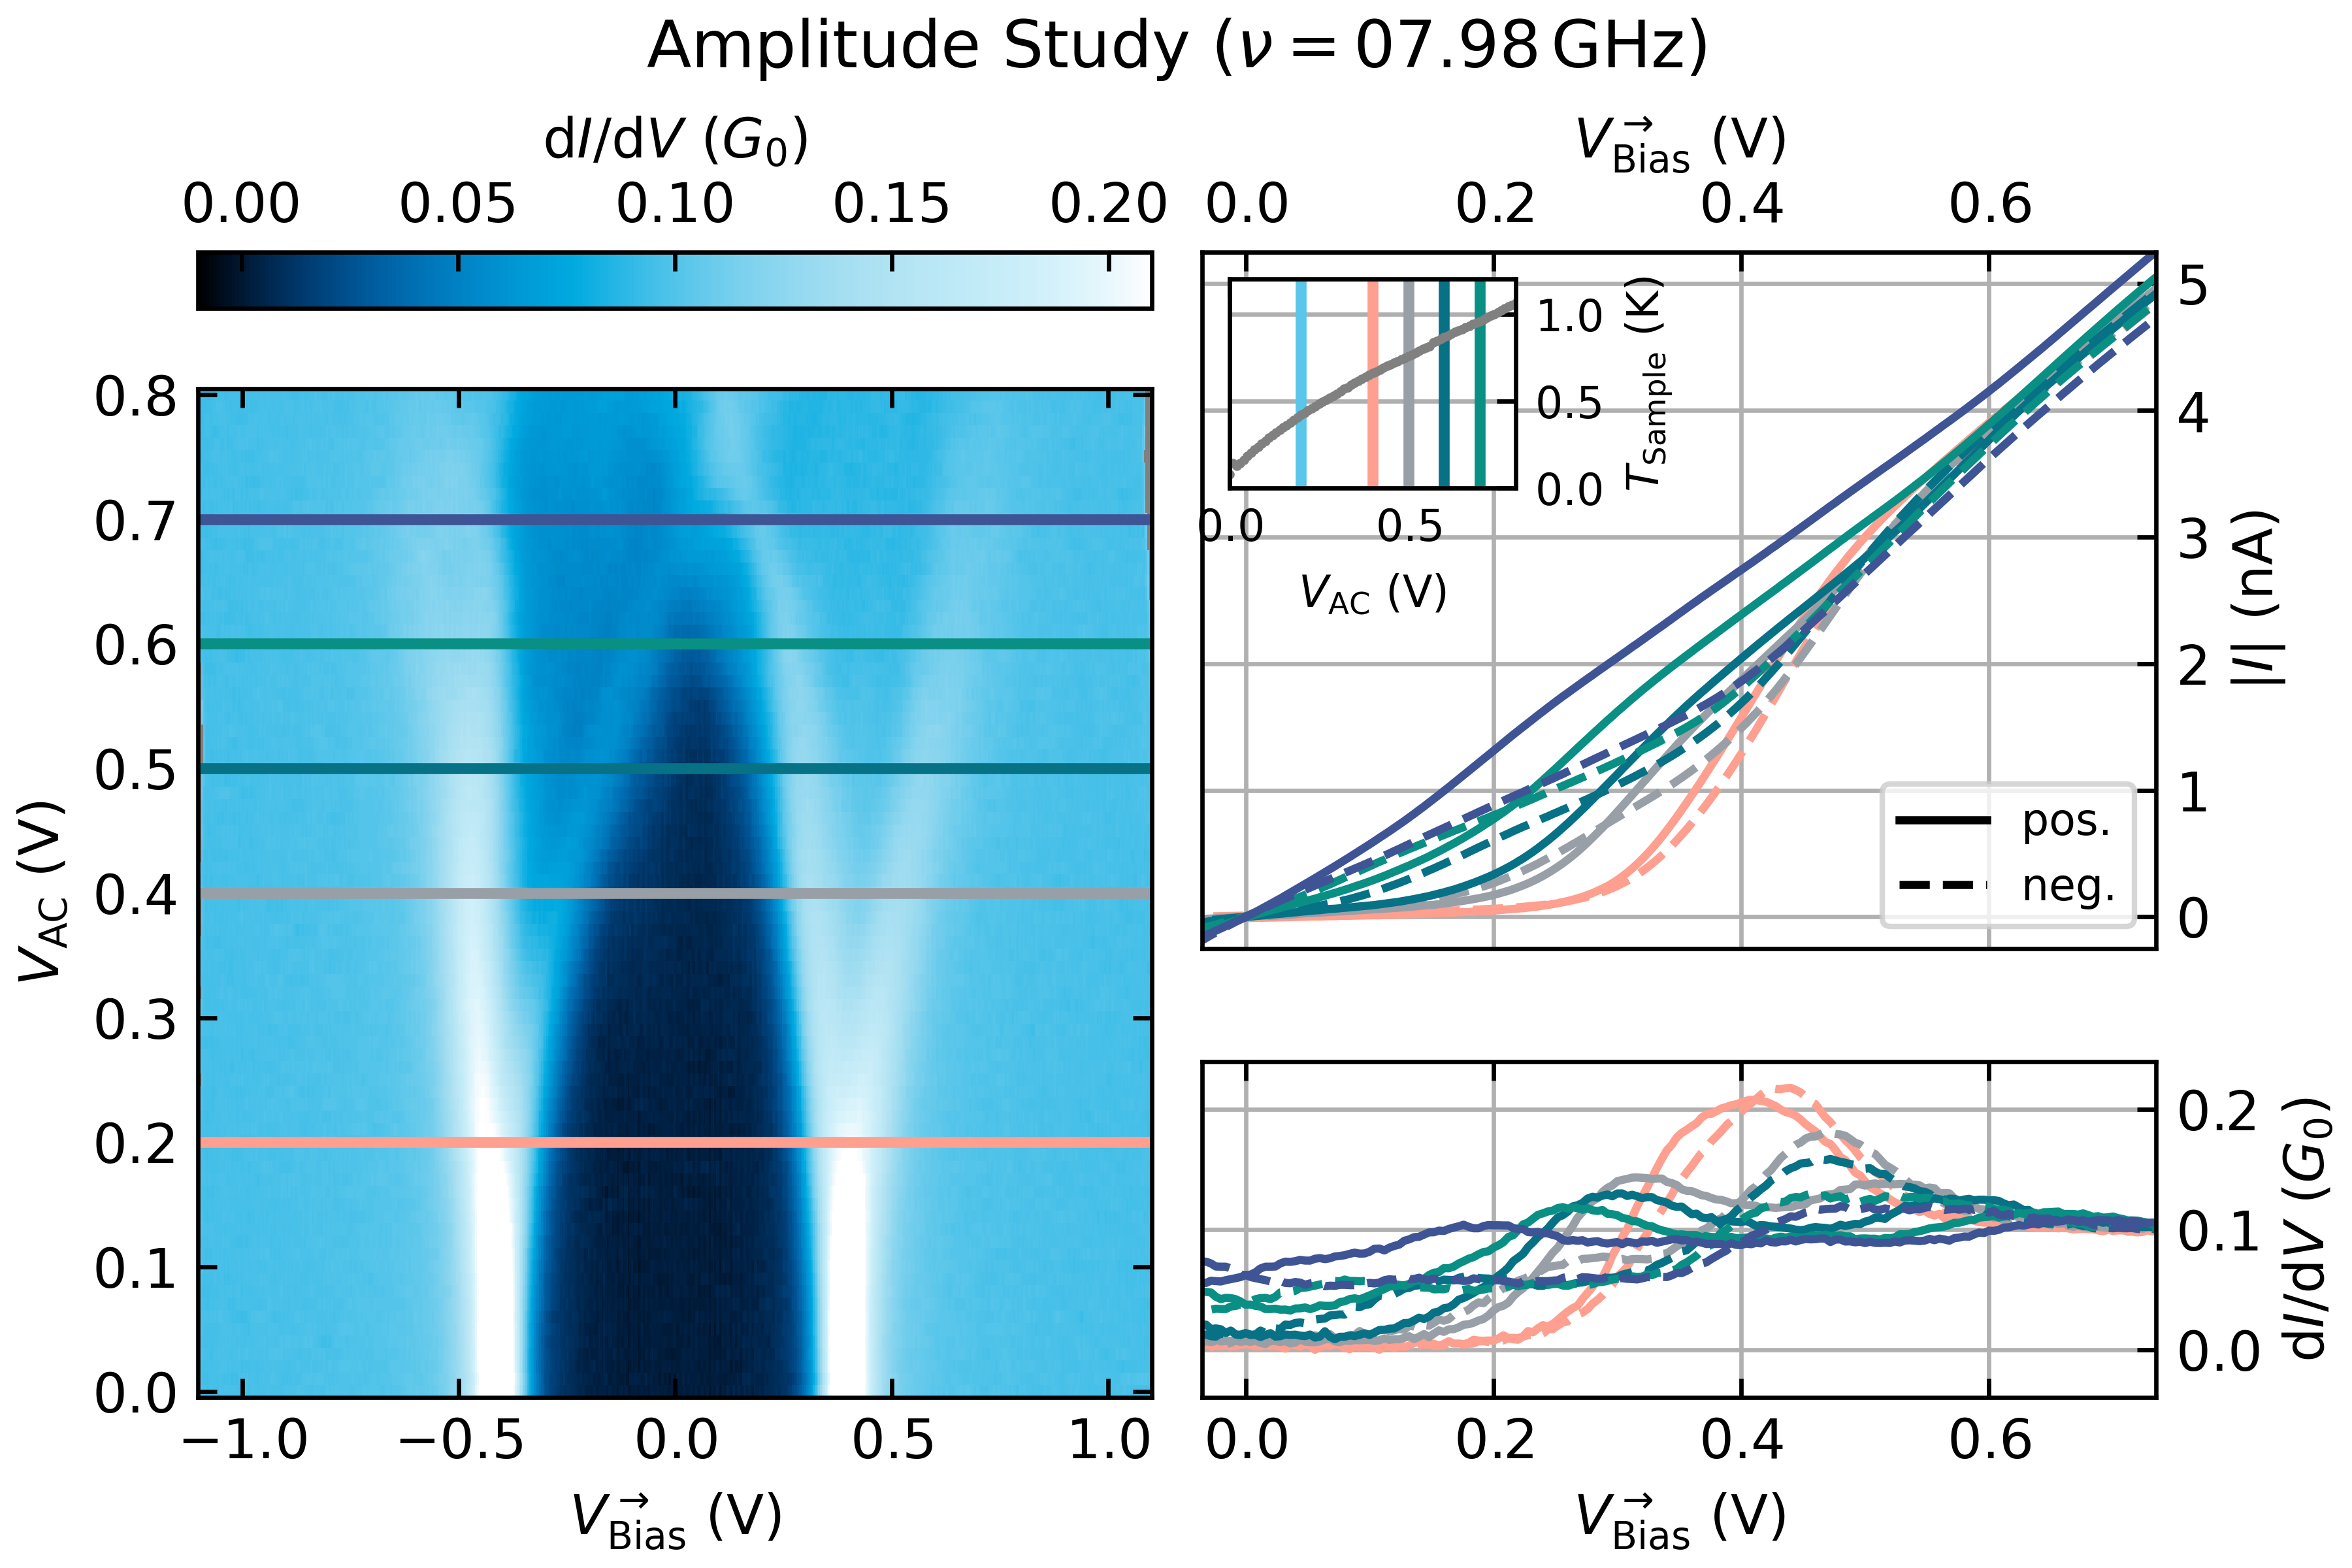 Amplitude Study (ν = 07.98 GHz)
dI/dV (G₀)
0.00 0.05 0.10 0.15 0.20
V→Bias (V)
0.0 0.2 0.4 0.6
0.8
0.7
0.6
0.5
0.4
0.3
0.2
0.1
0.0
VAC (V)
−1.0 −0.5 0.0 0.5 1.0
V→Bias (V)
1.0
0.5
0.0
TSample (K)
0.0 0.5
VAC (V)
5
4
3
2
1
0
|I| (nA)
pos.
neg.
0.2
0.1
0.0
dI/dV (G₀)
0.0 0.2 0.4 0.6
V→Bias (V)